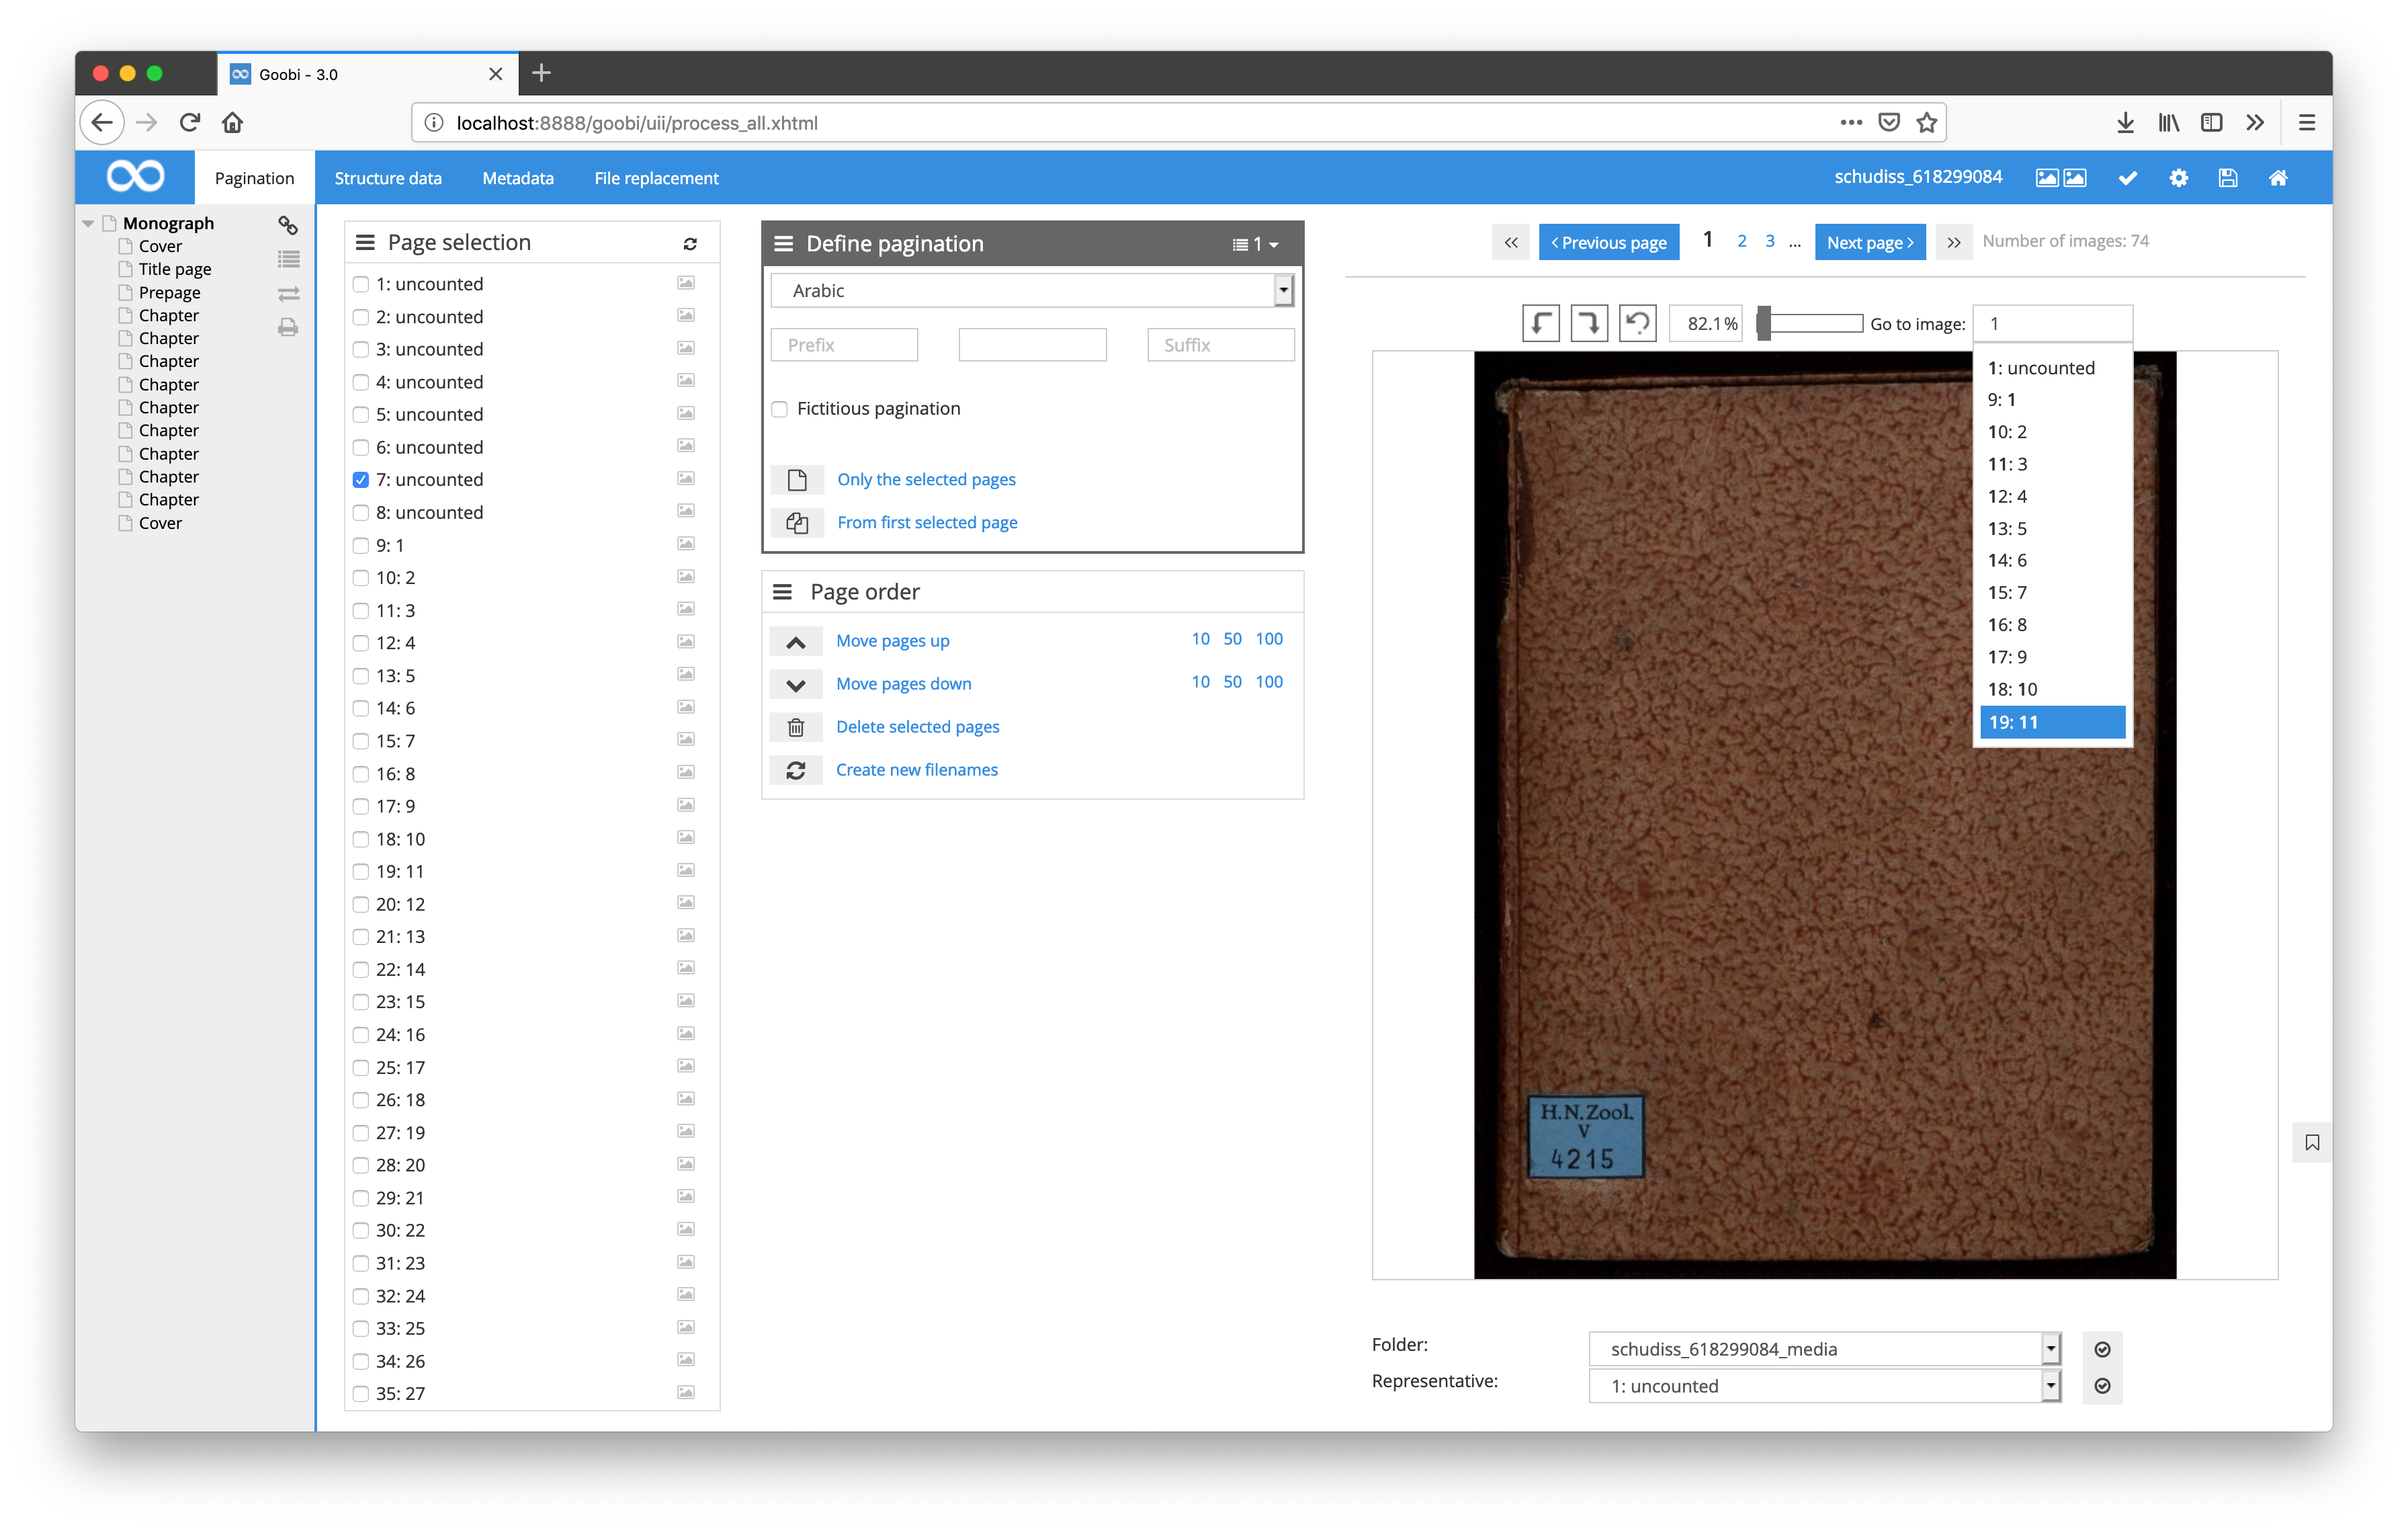 Goobi - 3.0
localhost:8888/goobi/uii/process_all.xhtml
Pagination
Structure data
Metadata
File replacement
schudiss_618299084
Monograph
Cover
Title page
Prepage
Chapter
Chapter
Chapter
Chapter
Chapter
Chapter
Chapter
Chapter
Chapter
Cover
Page selection
1: uncounted
2: uncounted
3: uncounted
4: uncounted
5: uncounted
6: uncounted
7: uncounted
8: uncounted
9: 1
10: 2
11: 3
12: 4
13: 5
14: 6
15: 7
16: 8
17: 9
18: 10
19: 11
20: 12
21: 13
22: 14
23: 15
24: 16
25: 17
26: 18
27: 19
28: 20
29: 21
30: 22
31: 23
32: 24
33: 25
34: 26
35: 27
Define pagination
1
Arabic
Prefix
Suffix
Fictitious pagination
Only the selected pages
From first selected page
Page order
Move pages up 10 50 100
Move pages down 10 50 100
Delete selected pages
Create new filenames
Previous page 1 2 3 ... Next page Number of images: 74
82.1% Go to image: 1
1: uncounted
9: 1
10: 2
11: 3
12: 4
13: 5
14: 6
15: 7
16: 8
17: 9
18: 10
19: 11
H.N.Zool.
V
4215
Folder: schudiss_618299084_media
Representative: 1: uncounted